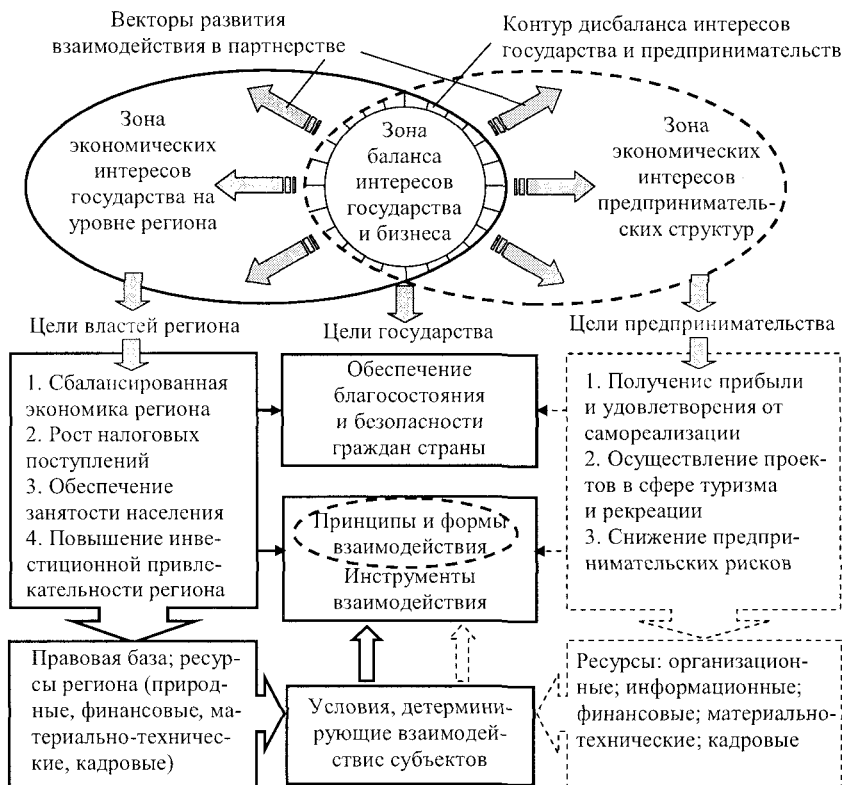 Векторы развития
взаимодействия в партнерстве
Контур дисбаланса интересов
государства и предпринимательств
Зона
экономических
интересов
государства на
уровне региона
Зона
баланса
интересов
государства
и бизнеса
Зона
экономических
интересов
предприниматель-
ских структур
Цели властей региона
Цели государства
Цели предпринимательства
1. Сбалансированная
экономика региона
2. Рост налоговых
поступлений
3. Обеспечение
занятости населения
4. Повышение инве-
стиционной привле-
кательности региона
Обеспечение
благосостояния
и безопасности
граждан страны
1. Получение прибыли
и удовлетворения от
самореализации
2. Осуществление проек-
тов в сфере туризма
и рекреации
3. Снижение предпри-
нимательских рисков
Принципы и формы
взаимодействия
Инструменты
взаимодействия
Правовая база; ресур-
сы региона (природ-
ные, финансовые, ма-
териально-техничес-
кие, кадровые)
Условия, детермини-
рующие взаимодей-
ствие субъектов
Ресурсы: организацион-
ные; информационные;
финансовые; материально-
технические; кадровые